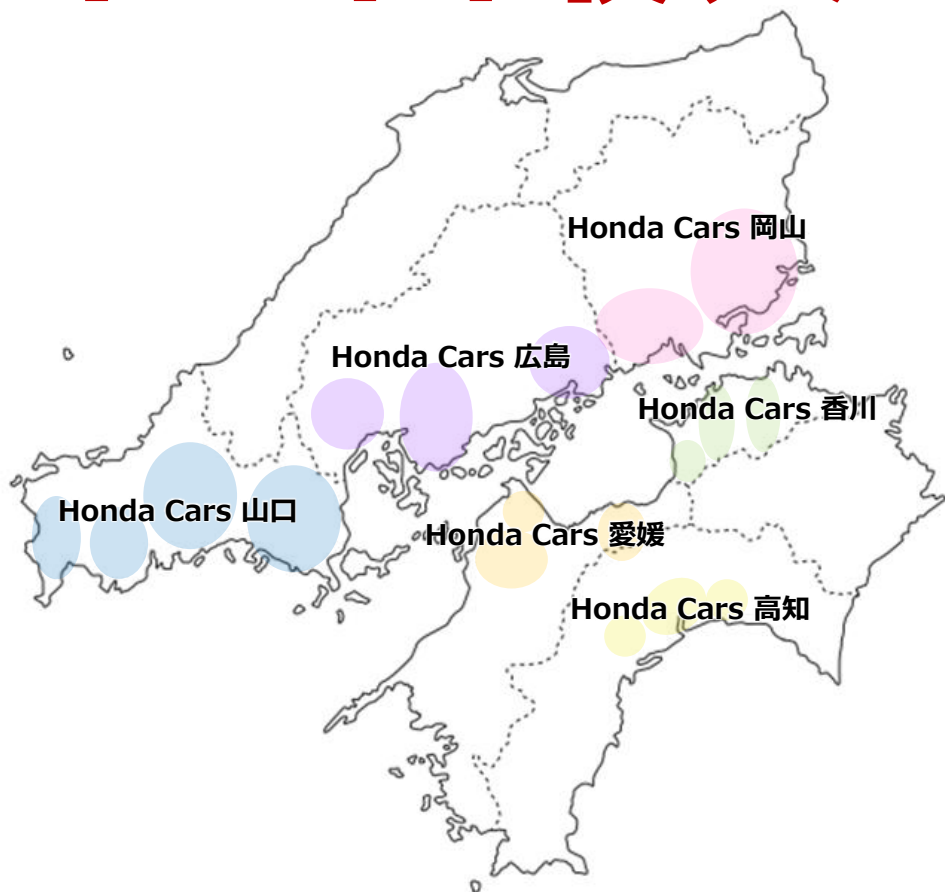 Honda Cars 岡山
Honda Cars 広島
Honda Cars 香川
Honda Cars 山口
Honda Cars 愛媛
Honda Cars 高知